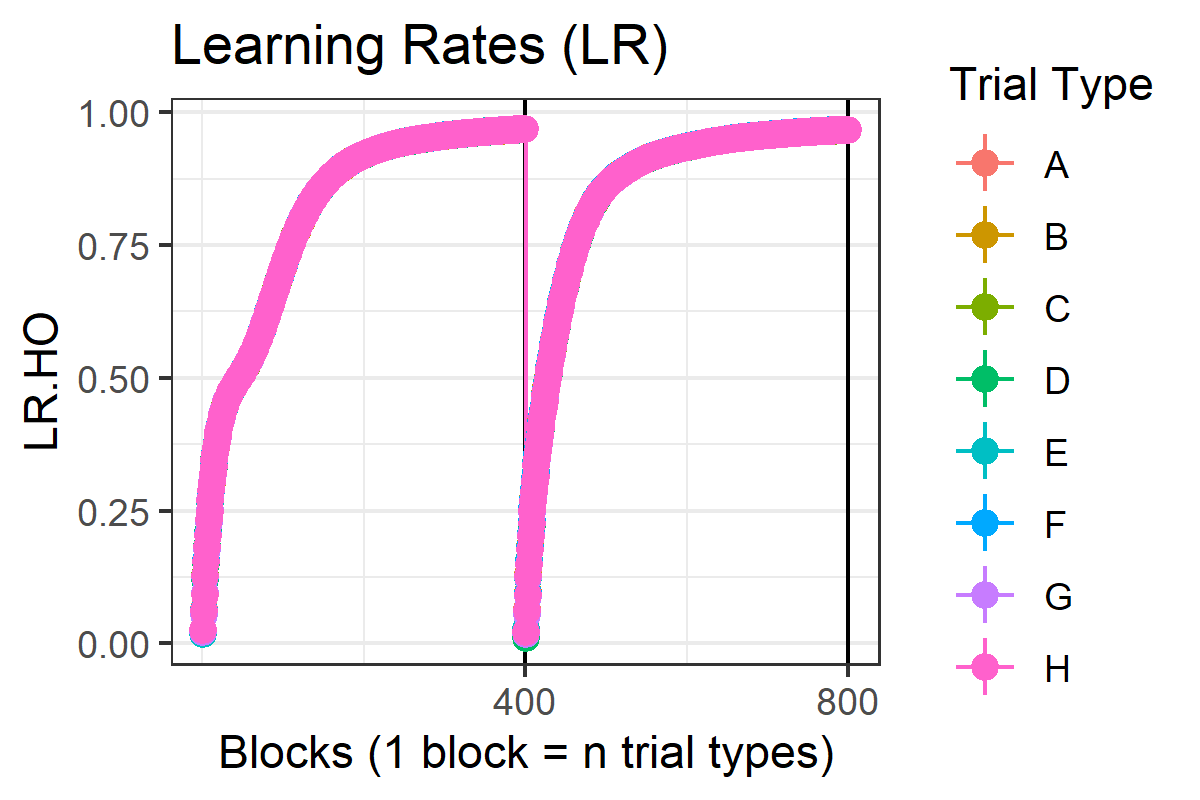 Learning Rates (LR)
LR.HO
1.00
0.75
0.50
0.25
0.00
400
800
Blocks (1 block = n trial types)
Trial Type
A
B
C
D
E
F
G
H